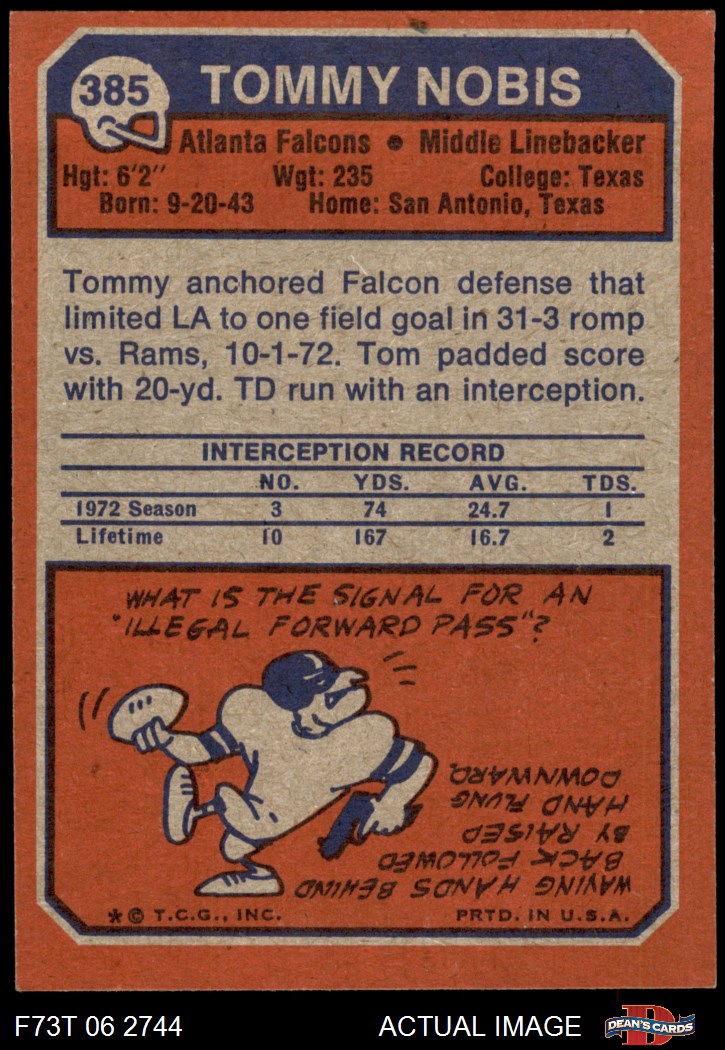 385
TOMMY NOBIS
Atlanta Falcons • Middle Linebacker
Hgt: 6'2" Wgt: 235 College: Texas
Born: 9-20-43 Home: San Antonio, Texas
Tommy anchored Falcon defense that
limited LA to one field goal in 31-3 romp
vs. Rams, 10-1-72. Tom padded score
with 20-yd. TD run with an interception.
INTERCEPTION RECORD
NO. YDS. AVG. TDS.
1972 Season 3 74 24.7 1
Lifetime 10 167 16.7 2
WHAT IS THE SIGNAL FOR AN
"ILLEGAL FORWARD PASS"?
WAVING HANDS BEHIND
BACK FOLLOWED
BY RAISED
HAND FLUNG
DOWNWARD.
* © T.C.G., INC. PRTD. IN U.S.A.
F73T 06 2744 ACTUAL IMAGE
D
DEAN'S CARDS